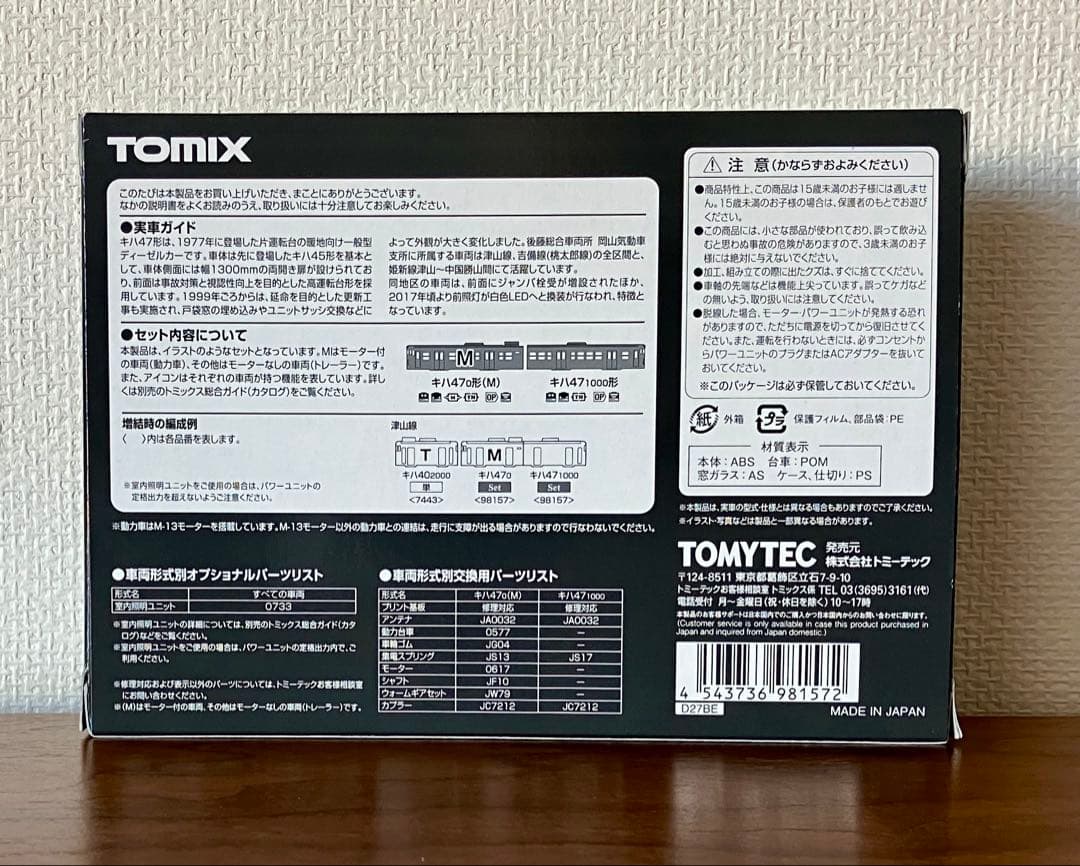 TOMIX
このたびは本製品をお買い上げいただき、まことにありがとうございます。
なかの説明書をよくお読みのうえ、取り扱いには十分注意してお楽しみください。
●実車ガイド
キハ47形は、1977年に登場した片運転台の暖地向け一般型
ディーゼルカーです。車体は先に登場したキハ45形を基本と
して、車体側面には幅1300mmの両開き扉が設けられてお
り、前面は事故対策と視認性向上を目的とした高運転台形を採
用しています。1999年ごろからは、延命を目的とした更新工
事も実施され、戸袋窓の埋め込みやユニットサッシ交換などに
よって外観が大きく変化しました。後藤総合車両所 岡山気動車
支所に所属する車両は津山線、吉備線(桃太郎線)の全区間と、
姫新線津山～中国勝山間にて活躍しています。
同地区の車両は、前面にジャンパ栓受が増設されたほか、
2017年頃より前照灯が白色LEDへと換装が行なわれ、特徴と
なっています。
●セット内容について
本製品は、イラストのようなセットとなっています。Mはモーター付
の車両(動力車)、その他はモーターなしの車両(トレーラー)です。
また、アイコンはそれぞれの車両が持つ機能を表しています。詳し
くは別売のトミックス総合ガイド(カタログ)をご覧ください。
M
キハ470形(M)
キハ471000形
TN OP
TN OP
増結時の編成例
〈　〉内は各品番を表します。
※室内照明ユニットをご使用の場合は、パワーユニットの
定格出力を超えないようご注意ください。
津山線
T M
キハ402000 キハ470 キハ471000
単 Set Set
<7443> <98157> <98157>
※動力車はM-13モーターを搭載しています。M-13モーター以外の動力車との連結は、走行に支障が出る場合がありますので行なわないでください。
●車両形式別オプショナルパーツリスト
形式名 すべての車両
室内照明ユニット 0733
※室内照明ユニットの詳細については、別売のトミックス総合ガイド(カタ
ログ)などをご覧ください。
※室内照明ユニットをご使用の場合は、パワーユニットの定格出力内で、ご
利用ください。
※修理対応および表示以外のパーツについては、トミーテックお客様相談室
にお問い合わせください。
※(M)はモーター付の車両、その他はモーターなしの車両(トレーラー)です。
●車両形式別交換用パーツリスト
形式名 キハ470(M) キハ471000
プリント基板 修理対応 修理対応
アンテナ JA0032 JA0032
動力台車 0577 －
車輪ゴム JG04 －
集電スプリング JS13 JS17
モーター 0617 －
シャフト JF10 －
ウォームギアセット JW79 －
カプラー JC7212 JC7212
注 意 (かならずおよみください)
●商品特性上、この商品は15歳未満のお子様には適しませ
ん。15歳未満のお子様の場合は、保護者のもとでお遊び
ください。
●この商品には、小さな部品が使われており、誤って飲み込
むと思わぬ事故の危険がありますので、3歳未満のお子様
には絶対に与えないでください。
●加工、組み立ての際に出たクズは、すぐに捨ててください。
●車軸の先端などは機能上尖っています。誤ってケガなど
の無いよう、取り扱いには注意してください。
●脱線した場合、モーター・パワーユニットが発熱する恐れ
がありますので、ただちに電源を切ってから復旧させてく
ださい。また、運転を行わないときには、必ずコンセントか
らパワーユニットのプラグまたはACアダプターを抜いて
おいてください。
※このパッケージは必ず保管しておいてください。
紙 外箱 プラ 保護フィルム、部品袋:PE
材質表示
本体:ABS 台車:POM
窓ガラス:AS ケース、仕切り:PS
※本製品は、実車の型式・仕様とは異なる場合もありますのでご了承ください。
※イラスト・写真などは製品と一部異なる場合があります。
TOMYTEC 発売元
株式会社トミーテック
〒124-8511 東京都葛飾区立石7-9-10
トミーテックお客様相談室 トミックス係 TEL 03(3695)3161(代)
電話受付 月～金曜日(祝・休日を除く)10～17時
本製品のお客様サポートは日本国内でのご購入かつ日本国内からのお問い合わせに限ります。
(Customer service is only available in case this product purchased in
Japan and inquired from Japan domestic.)
4 543736 981572
D27BE
MADE IN JAPAN